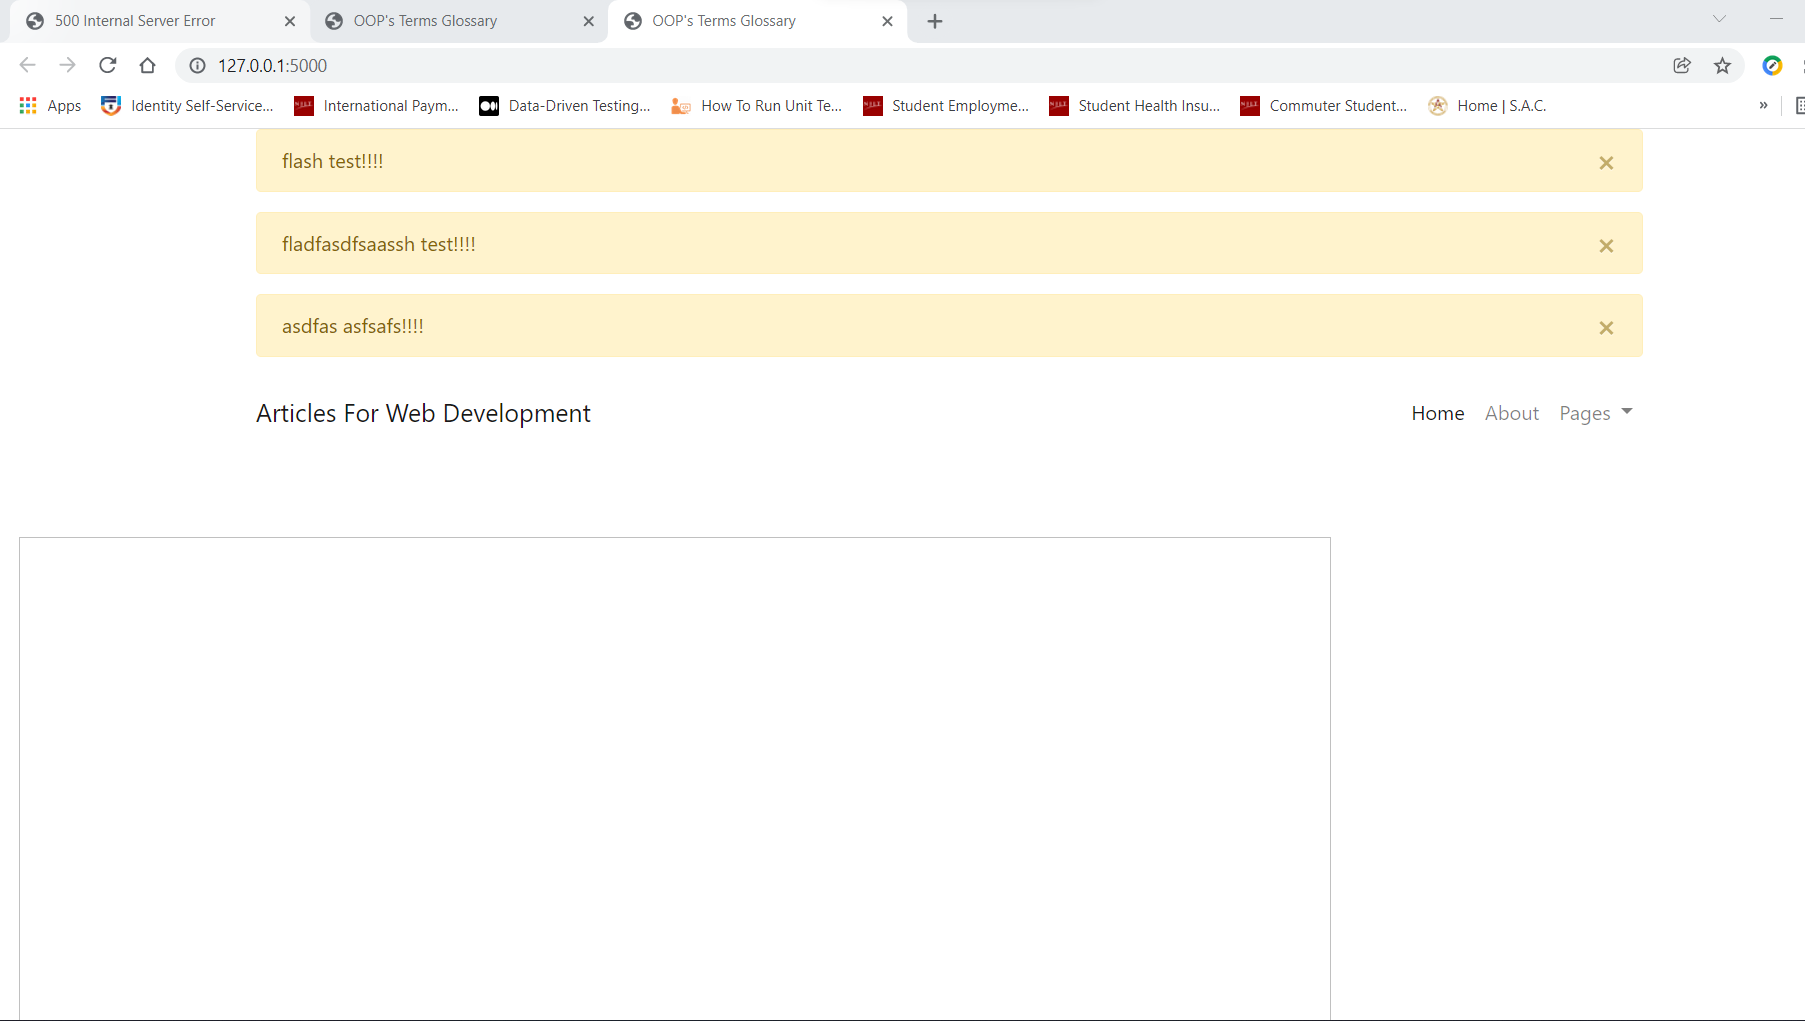 500 Internal Server Error
OOP's Terms Glossary
OOP's Terms Glossary
127.0.0.1:5000
Apps
Identity Self-Service...
International Paym...
Data-Driven Testing...
How To Run Unit Te...
Student Employme...
Student Health Insu...
Commuter Student...
Home | S.A.C.
flash test!!!!
fladfasdfsaassh test!!!!
asdfas asfsafs!!!!
Articles For Web Development
Home About Pages